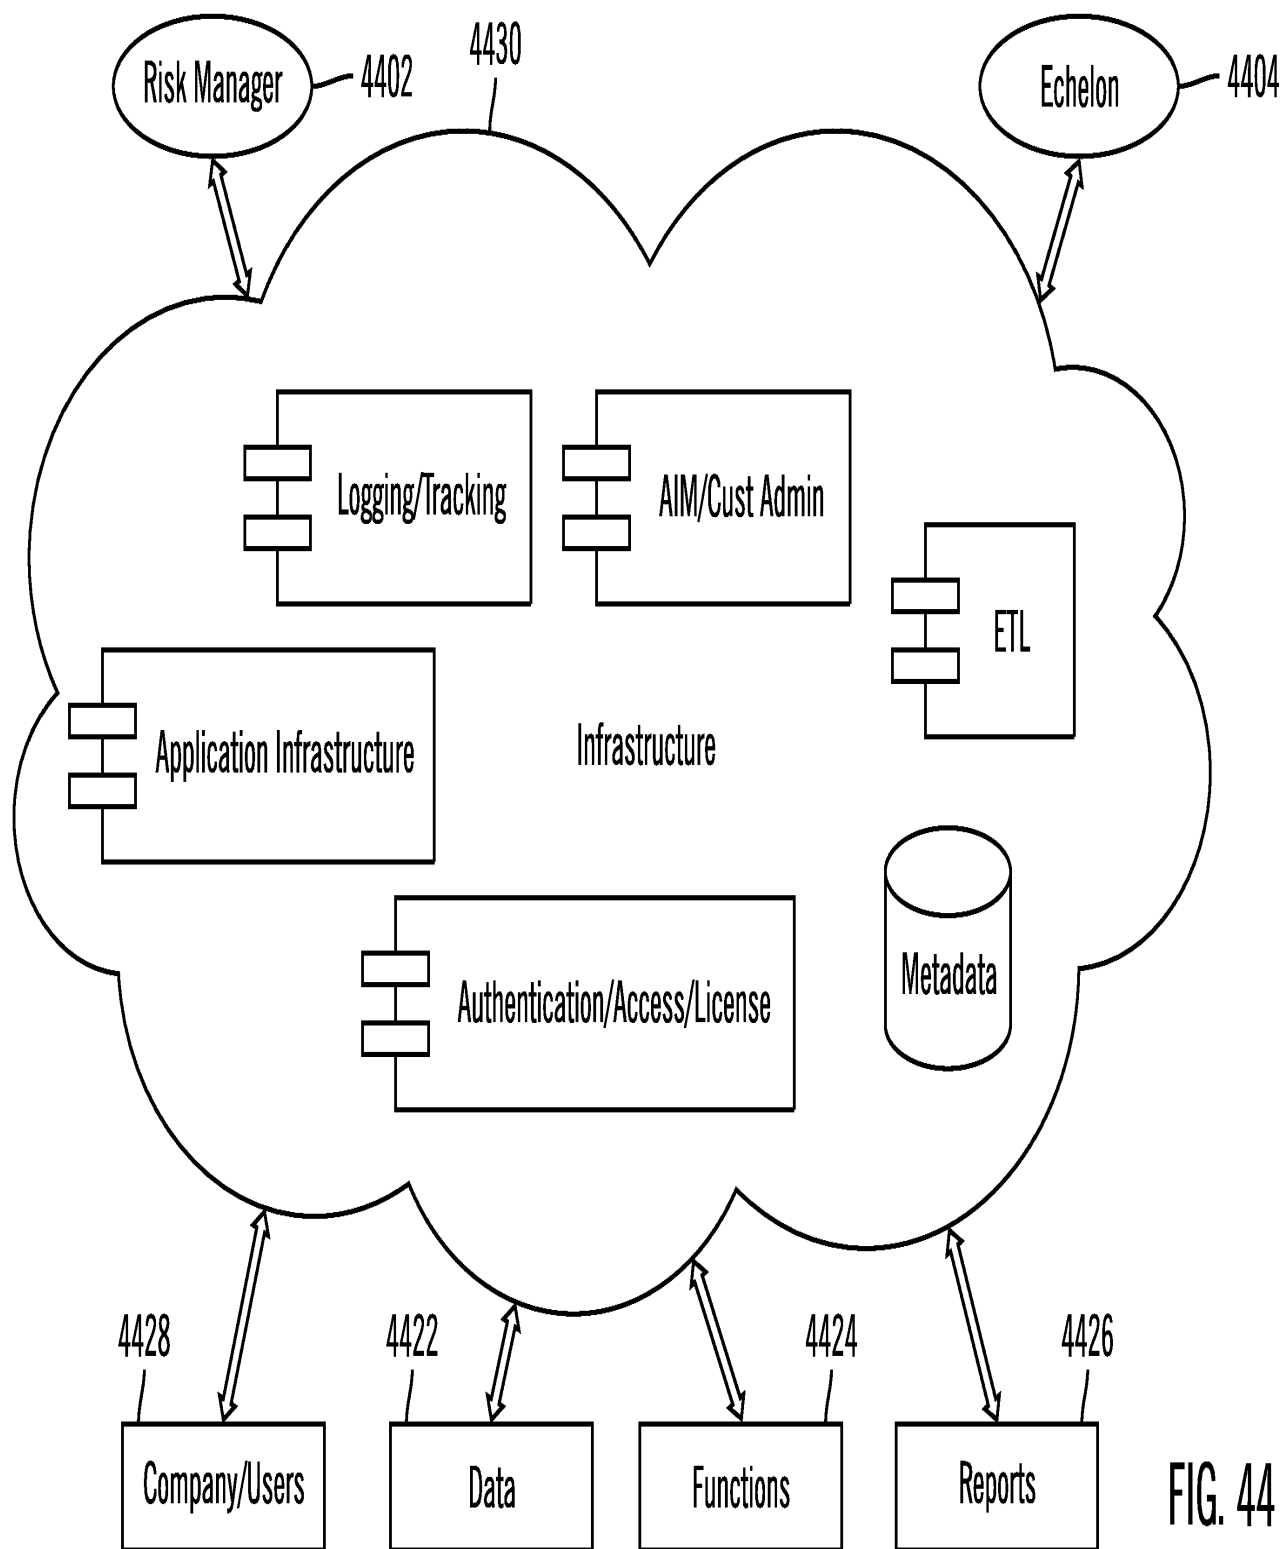 4430
Risk Manager
4402
Echelon
4404
Logging/Tracking
AIM/Cust Admin
ETL
Application Infrastructure
Infrastructure
Metadata
Authentication/Access/License
4428
4422
4424
4426
Company/Users
Data
Functions
Reports
FIG. 44